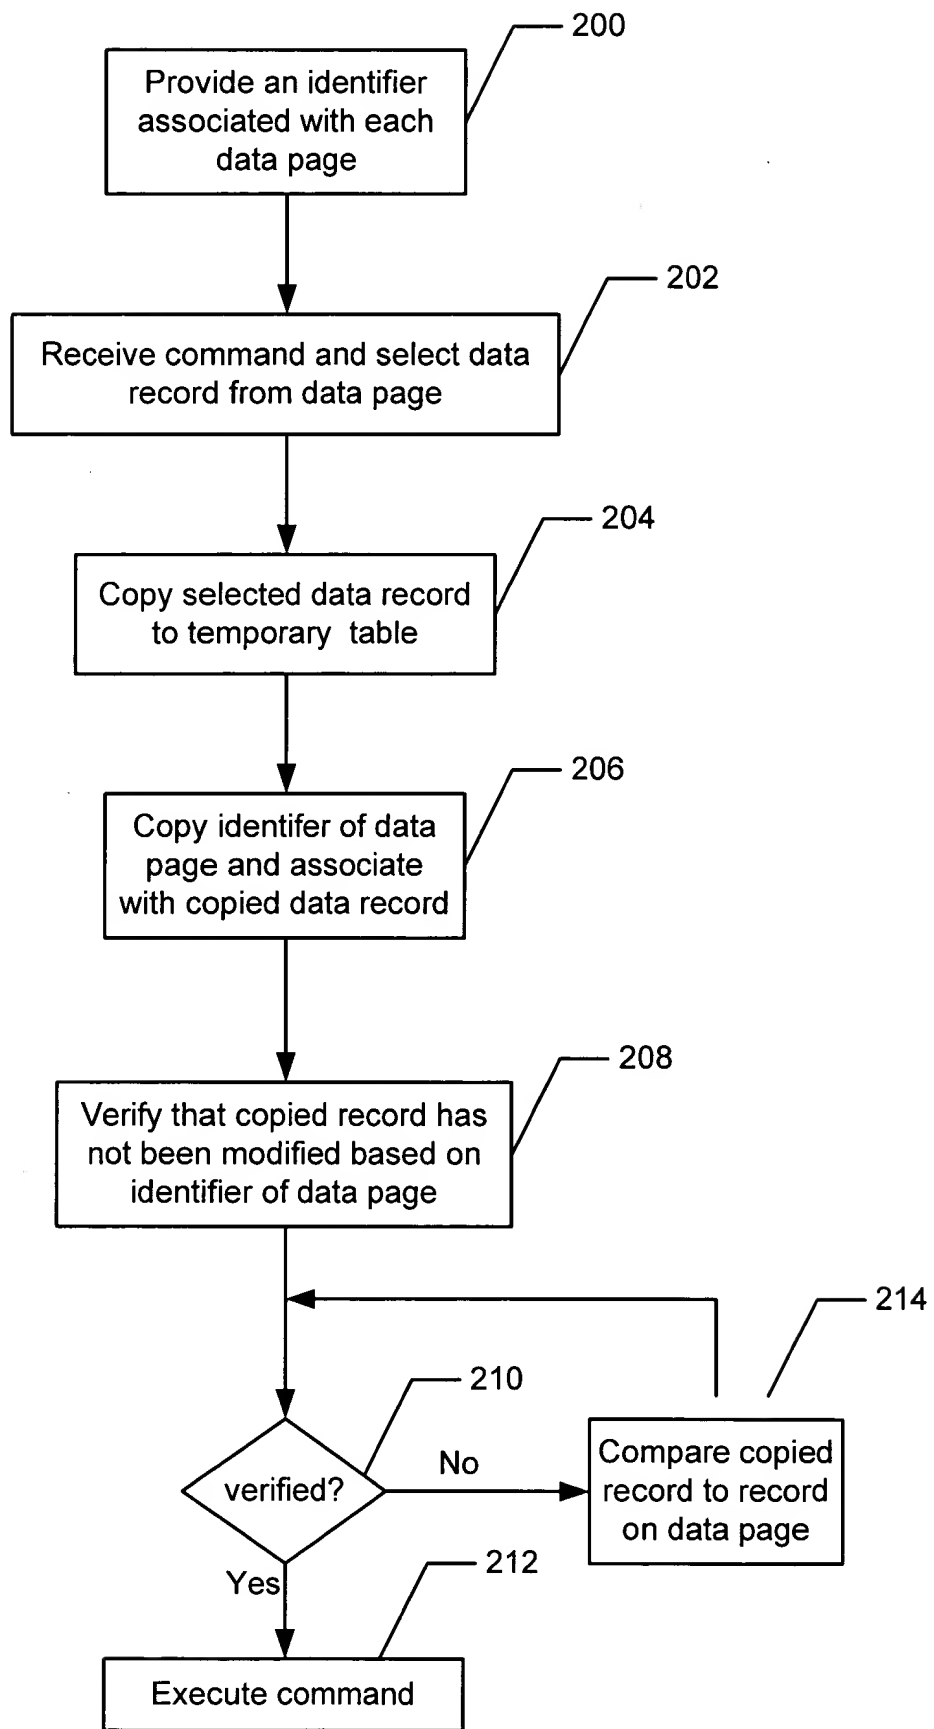 200
Provide an identifier
associated with each
data page
202
Receive command and select data
record from data page
204
Copy selected data record
to temporary table
206
Copy identifer of data
page and associate
with copied data record
208
Verify that copied record has
not been modified based on
identifier of data page
214
210
verified?
No
Compare copied
record to record
on data page
Yes
212
Execute command